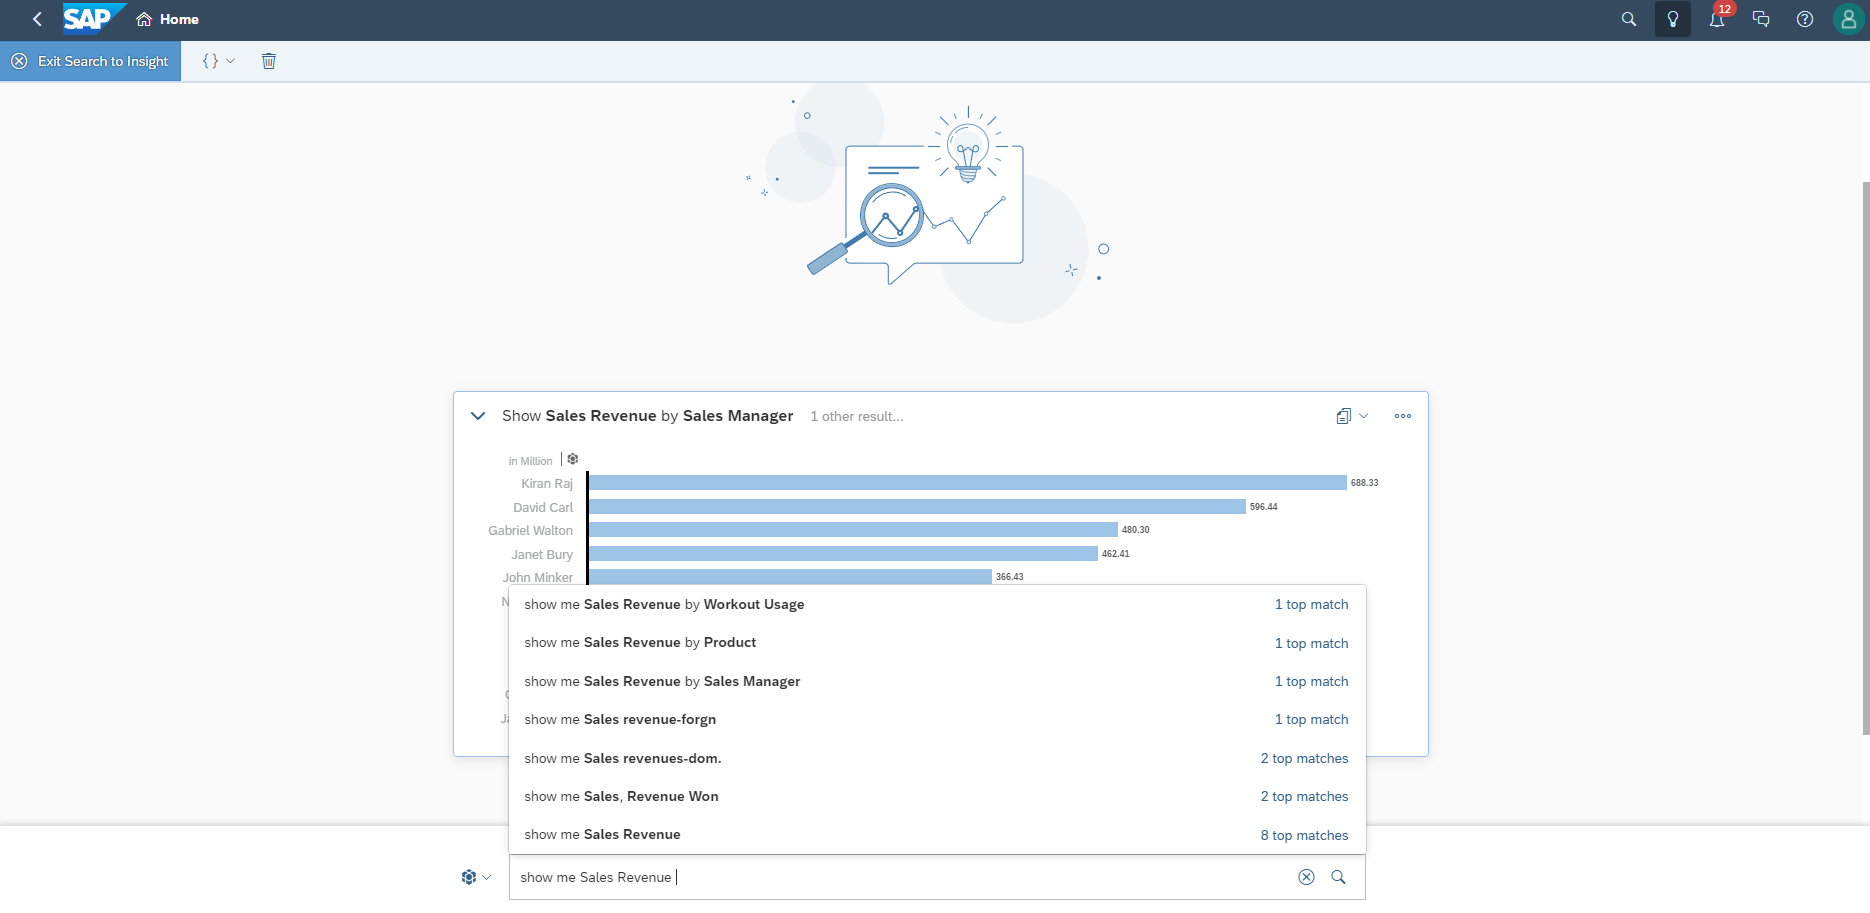 SAP Home 12
Exit Search to Insight { }
Show Sales Revenue by Sales Manager 1 other result...
in Million
Kiran Raj 688.33
David Carl 596.44
Gabriel Walton 480.30
Janet Bury 462.41
John Minker 366.43
show me Sales Revenue by Workout Usage 1 top match
show me Sales Revenue by Product 1 top match
show me Sales Revenue by Sales Manager 1 top match
show me Sales revenue-forgn 1 top match
show me Sales revenues-dom. 2 top matches
show me Sales, Revenue Won 2 top matches
show me Sales Revenue 8 top matches
show me Sales Revenue